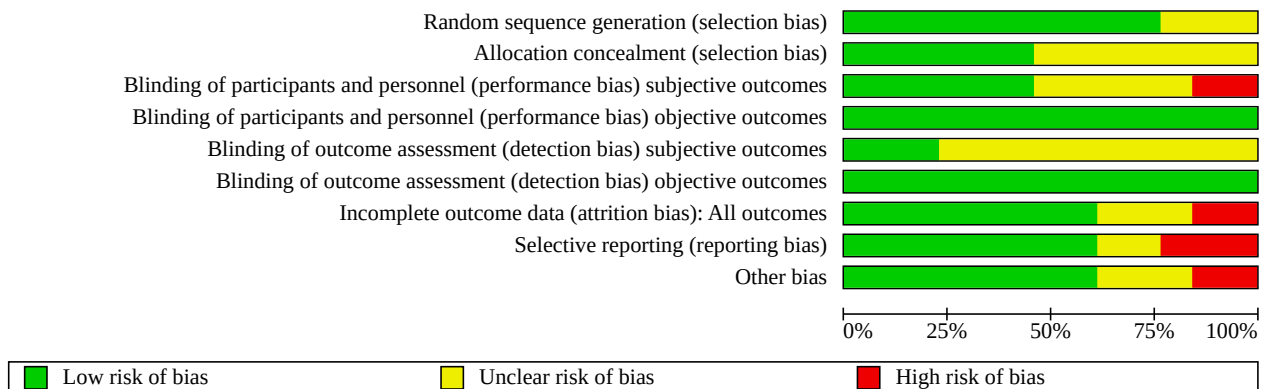 Random sequence generation (selection bias)
Allocation concealment (selection bias)
Blinding of participants and personnel (performance bias) subjective outcomes
Blinding of participants and personnel (performance bias) objective outcomes
Blinding of outcome assessment (detection bias) subjective outcomes
Blinding of outcome assessment (detection bias) objective outcomes
Incomplete outcome data (attrition bias): All outcomes
Selective reporting (reporting bias)
Other bias
0% 25% 50% 75% 100%
Low risk of bias Unclear risk of bias High risk of bias